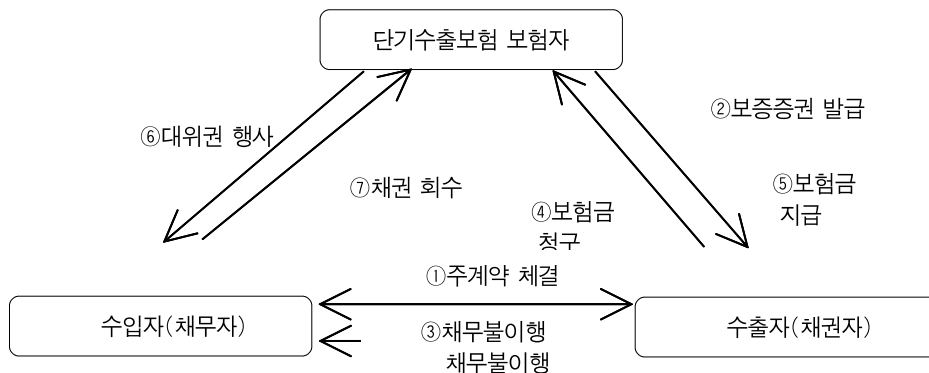 단기수출보험 보험자
②보증증권 발급
⑥대위권 행사
⑤보험금
지급
⑦채권 회수
④보험금
청구
①주계약 체결
수입자(채무자)
③채무불이행
채무불이행
수출자(채권자)